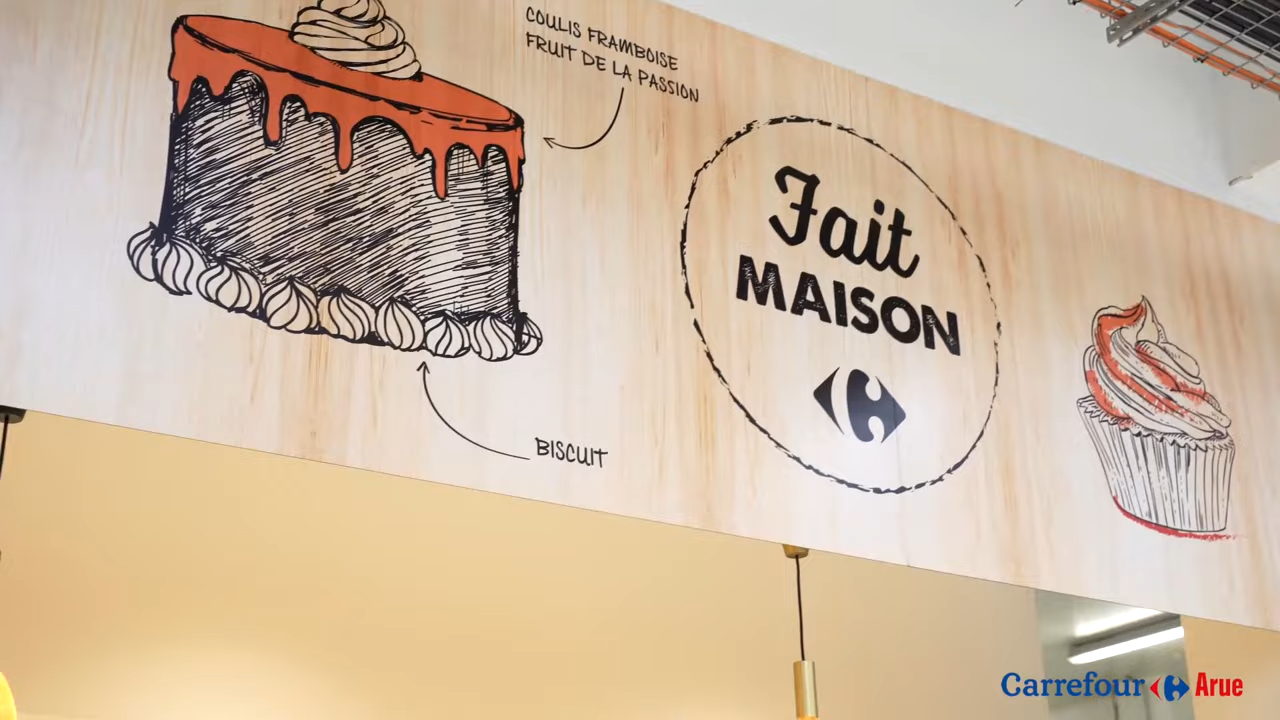 COULIS FRAMBOISE
FRUIT DE LA PASSION
Fait
MAISON
BISCUIT
Carrefour Arue